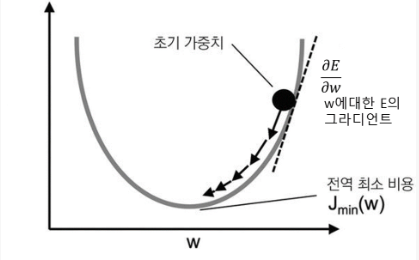 초기 가중치
∂E
∂w
w에대한 E의
그라디언트
전역 최소 비용
Jmin(w)
w